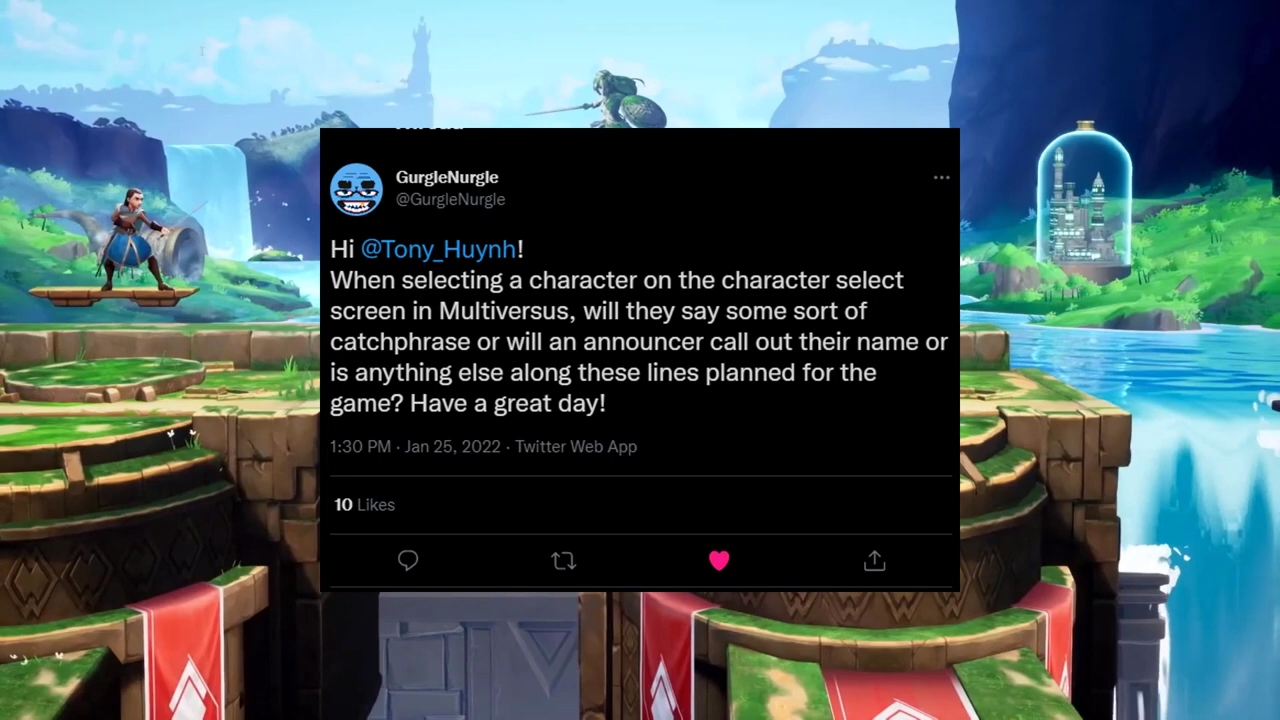 GurgleNurgle
@GurgleNurgle
Hi @Tony_Huynh!
When selecting a character on the character select
screen in Multiversus, will they say some sort of
catchphrase or will an announcer call out their name or
is anything else along these lines planned for the
game? Have a great day!
1:30 PM · Jan 25, 2022 · Twitter Web App
10 Likes